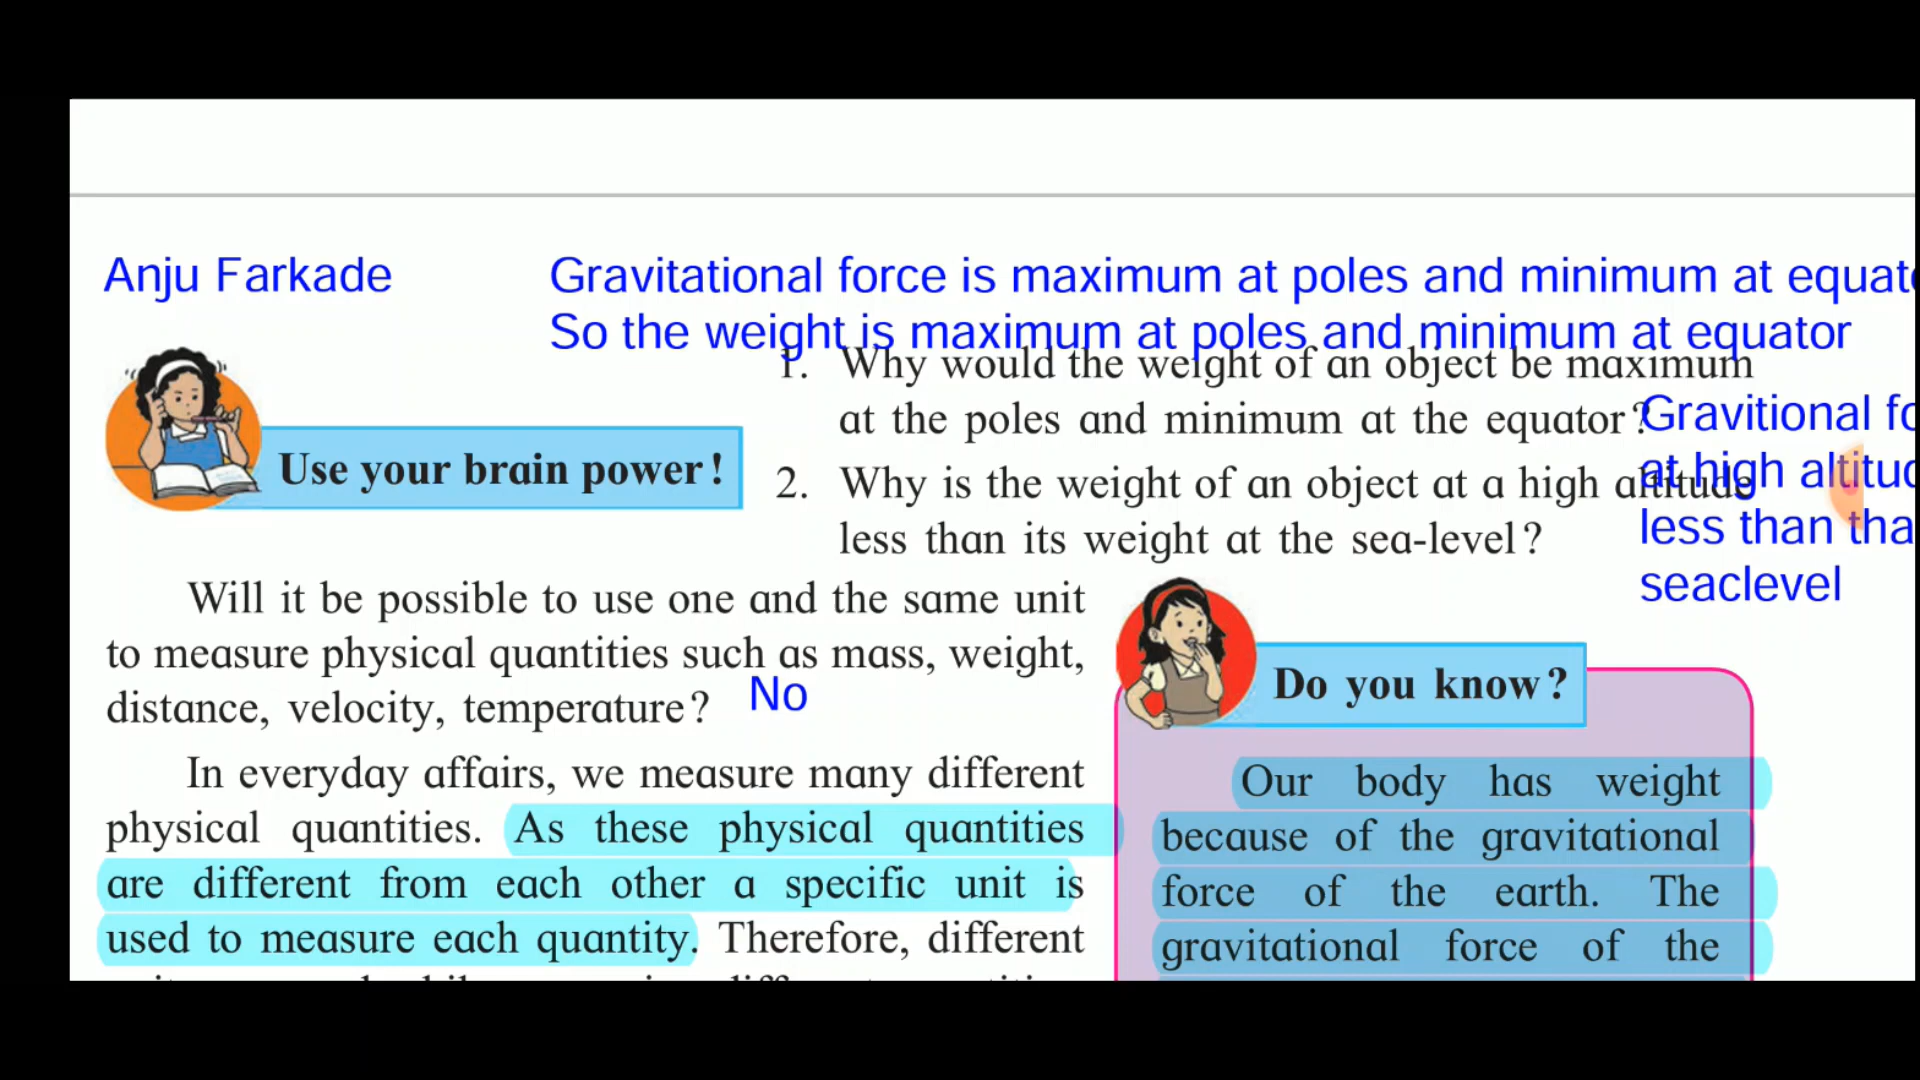 Anju Farkade
Gravitational force is maximum at poles and minimum at
So the weight is maximum at poles and minimum at equator
1. Why would the weight of an object be maximum
at the poles and minimum at the equator?
Use your brain power!
2. Why is the weight of an object at a high altitude
less than its weight at the sea-level?
Gravitional
at high
less than
seaclevel
Will it be possible to use one and the same unit
to measure physical quantities such as mass, weight,
distance, velocity, temperature?
No
In everyday affairs, we measure many different
physical quantities. As these physical quantities
are different from each other a specific unit is
used to measure each quantity. Therefore, different
Do you know?
Our body has weight
because of the gravitational
force of the earth. The
gravitational force of the